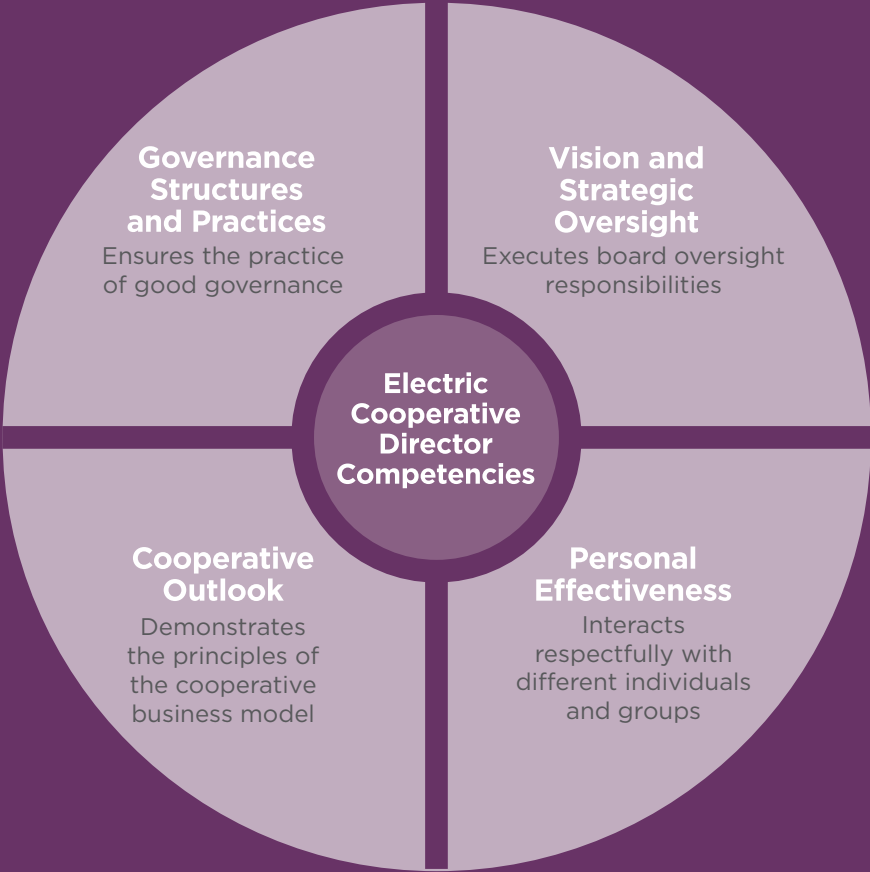 Governance
Structures
and Practices
Ensures the practice
of good governance
Vision and
Strategic
Oversight
Executes board oversight
responsibilities
Electric
Cooperative
Director
Competencies
Cooperative
Outlook
Demonstrates
the principles of
the cooperative
business model
Personal
Effectiveness
Interacts
respectfully with
different individuals
and groups